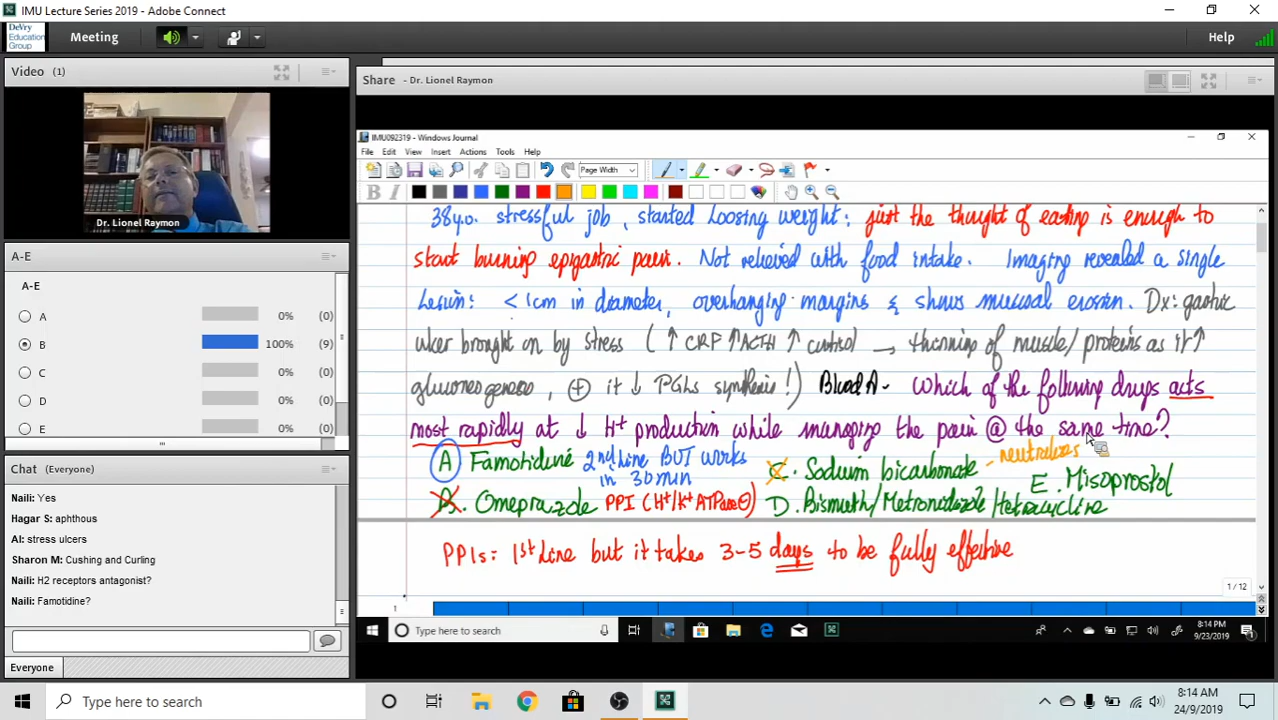 IMU Lecture Series 2019 - Adobe Connect
DeVry
Education
Group
Meeting
Help
Video (1)
Share - Dr. Lionel Raymon
Dr. Lionel Raymon
A-E
A-E
A 0% (0)
B 100% (9)
C 0% (0)
D 0% (0)
E 0% (0)
Chat (Everyone)
Naili: Yes
Hagar S: aphthous
Al: stress ulcers
Sharon M: Cushing and Curling
Naili: H2 receptors antagonist?
Naili: Famotidine?
Everyone
IMU092319 - Windows Journal
File Edit View Insert Actions Tools Help
Page Width
B I
38y.o. stressful job, started loosing weight; just the thought of eating is enough to
start burning epigastric pain. Not relieved with food intake. Imaging revealed a single
Lesion: < 1cm in diameter, overhanging margins & shows mucosal erosion. Dx: gastric
ulcer brought on by stress (↑ CRF ↑ACTH ↑ cortisol → thinning of muscle/proteins as it ↑
gluconeogenesis, ⊕ it ↓ PGLs synthesis!) Blood A. Which of the following drugs acts
most rapidly at ↓ H+ production while managing the pain @ the same time?
A Famotidine 2nd Line BUT works in 30 min
C. Sodium bicarbonate - neutralizes
E. Misoprostol
B. Omeprazole PPI (H+/K+ATPase⊖)
D. Bismuth/Metronidazole/tetracycline
PPIs: 1st line but it takes 3-5 days to be fully effective
1 / 12
1
Type here to search
8:14 PM
9/23/2019
1
Type here to search
8:14 AM
24/9/2019